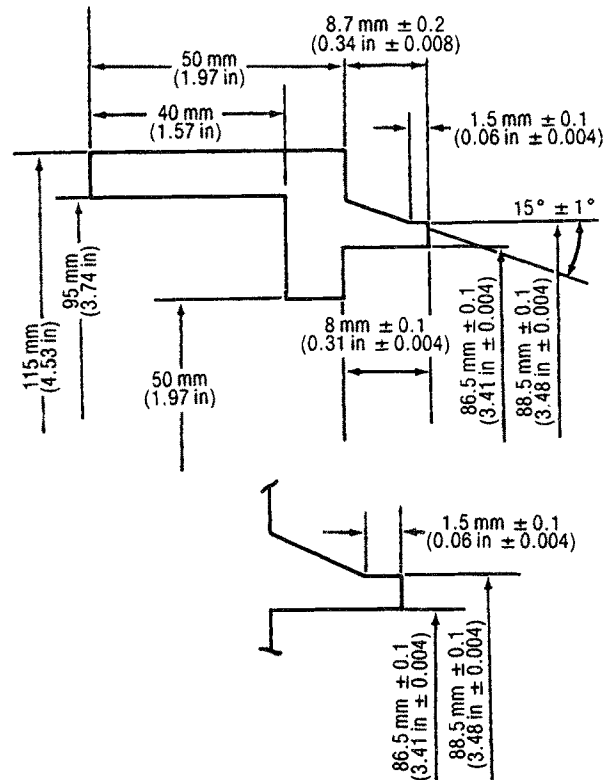 8.7 mm ± 0.2
(0.34 in ± 0.008)
50 mm
(1.97 in)
40 mm
(1.57 in)
1.5 mm ± 0.1
(0.06 in ± 0.004)
15° ± 1°
115 mm
(4.53 in)
95 mm
(3.74 in)
50 mm
(1.97 in)
8 mm ± 0.1
(0.31 in ± 0.004)
86.5 mm ± 0.1
(3.41 in ± 0.004)
88.5 mm ± 0.1
(3.48 in ± 0.004)
1.5 mm ± 0.1
(0.06 in ± 0.004)
86.5 mm ± 0.1
(3.41 in ± 0.004)
88.5 mm ± 0.1
(3.48 in ± 0.004)